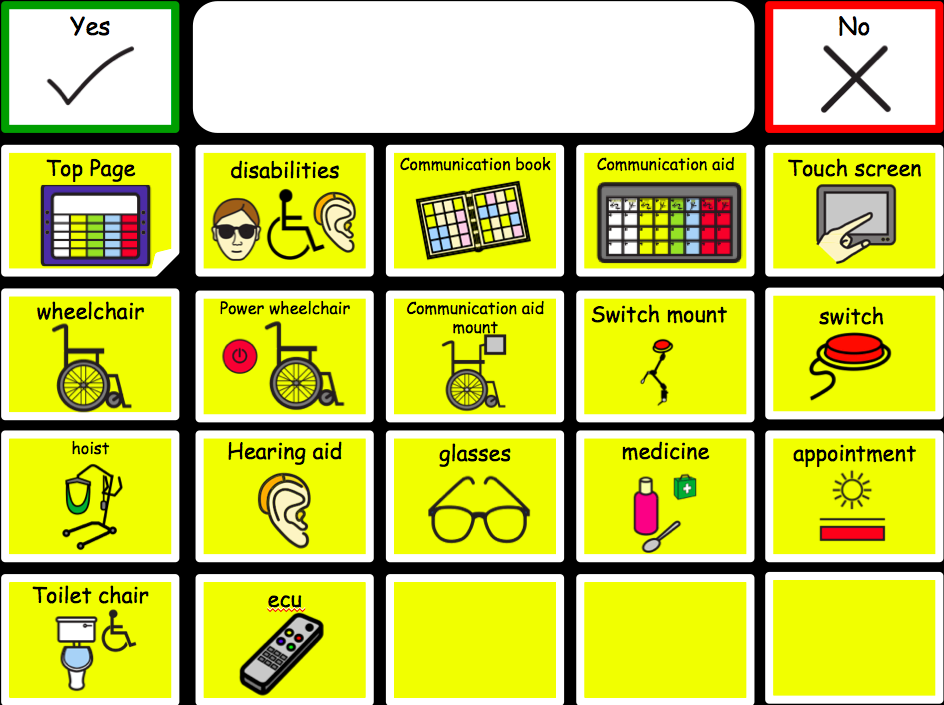 Yes
No
Top Page
disabilities
Communication book
Communication aid
Touch screen
wheelchair
Power wheelchair
Communication aid
mount
Switch mount
switch
hoist
Hearing aid
glasses
medicine
appointment
Toilet chair
ecu